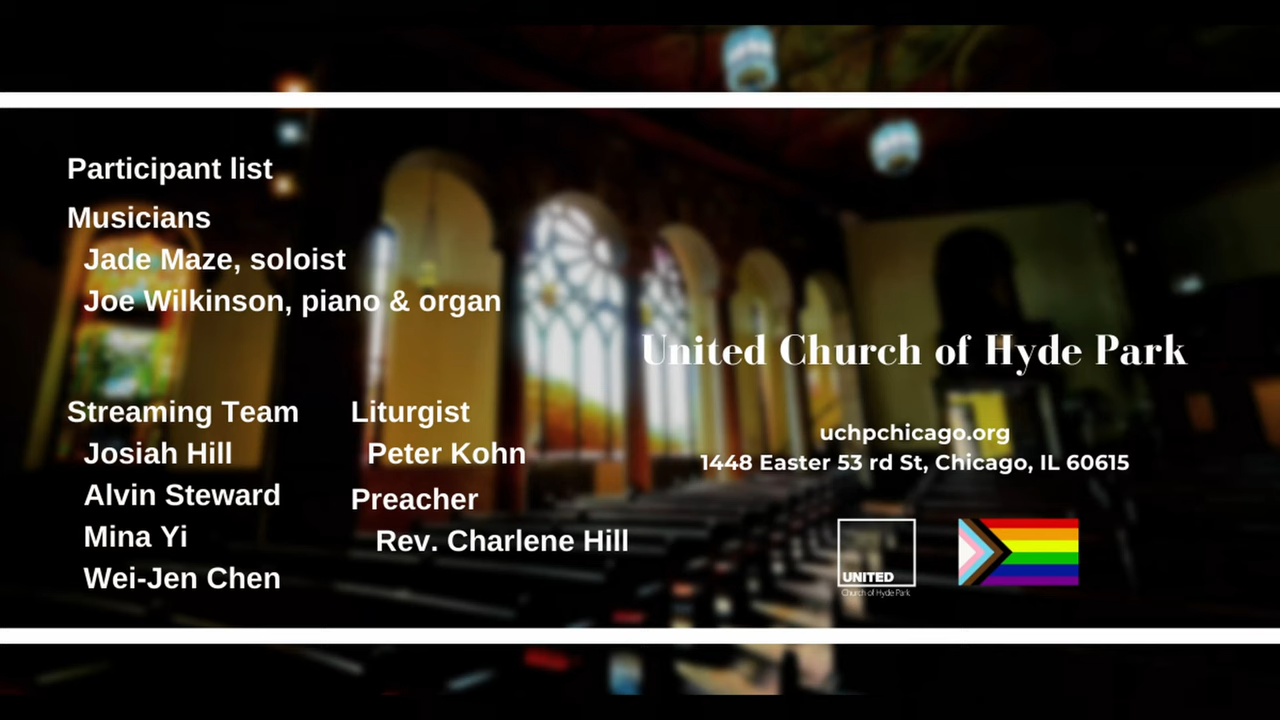 Participant list
Musicians
Jade Maze, soloist
Joe Wilkinson, piano & organ
Streaming Team
Josiah Hill
Alvin Steward
Mina Yi
Wei-Jen Chen
Liturgist
Peter Kohn
Preacher
Rev. Charlene Hill
United Church of Hyde Park
uchpchicago.org
1448 Easter 53 rd St, Chicago, IL 60615
UNITED
Church of Hyde Park